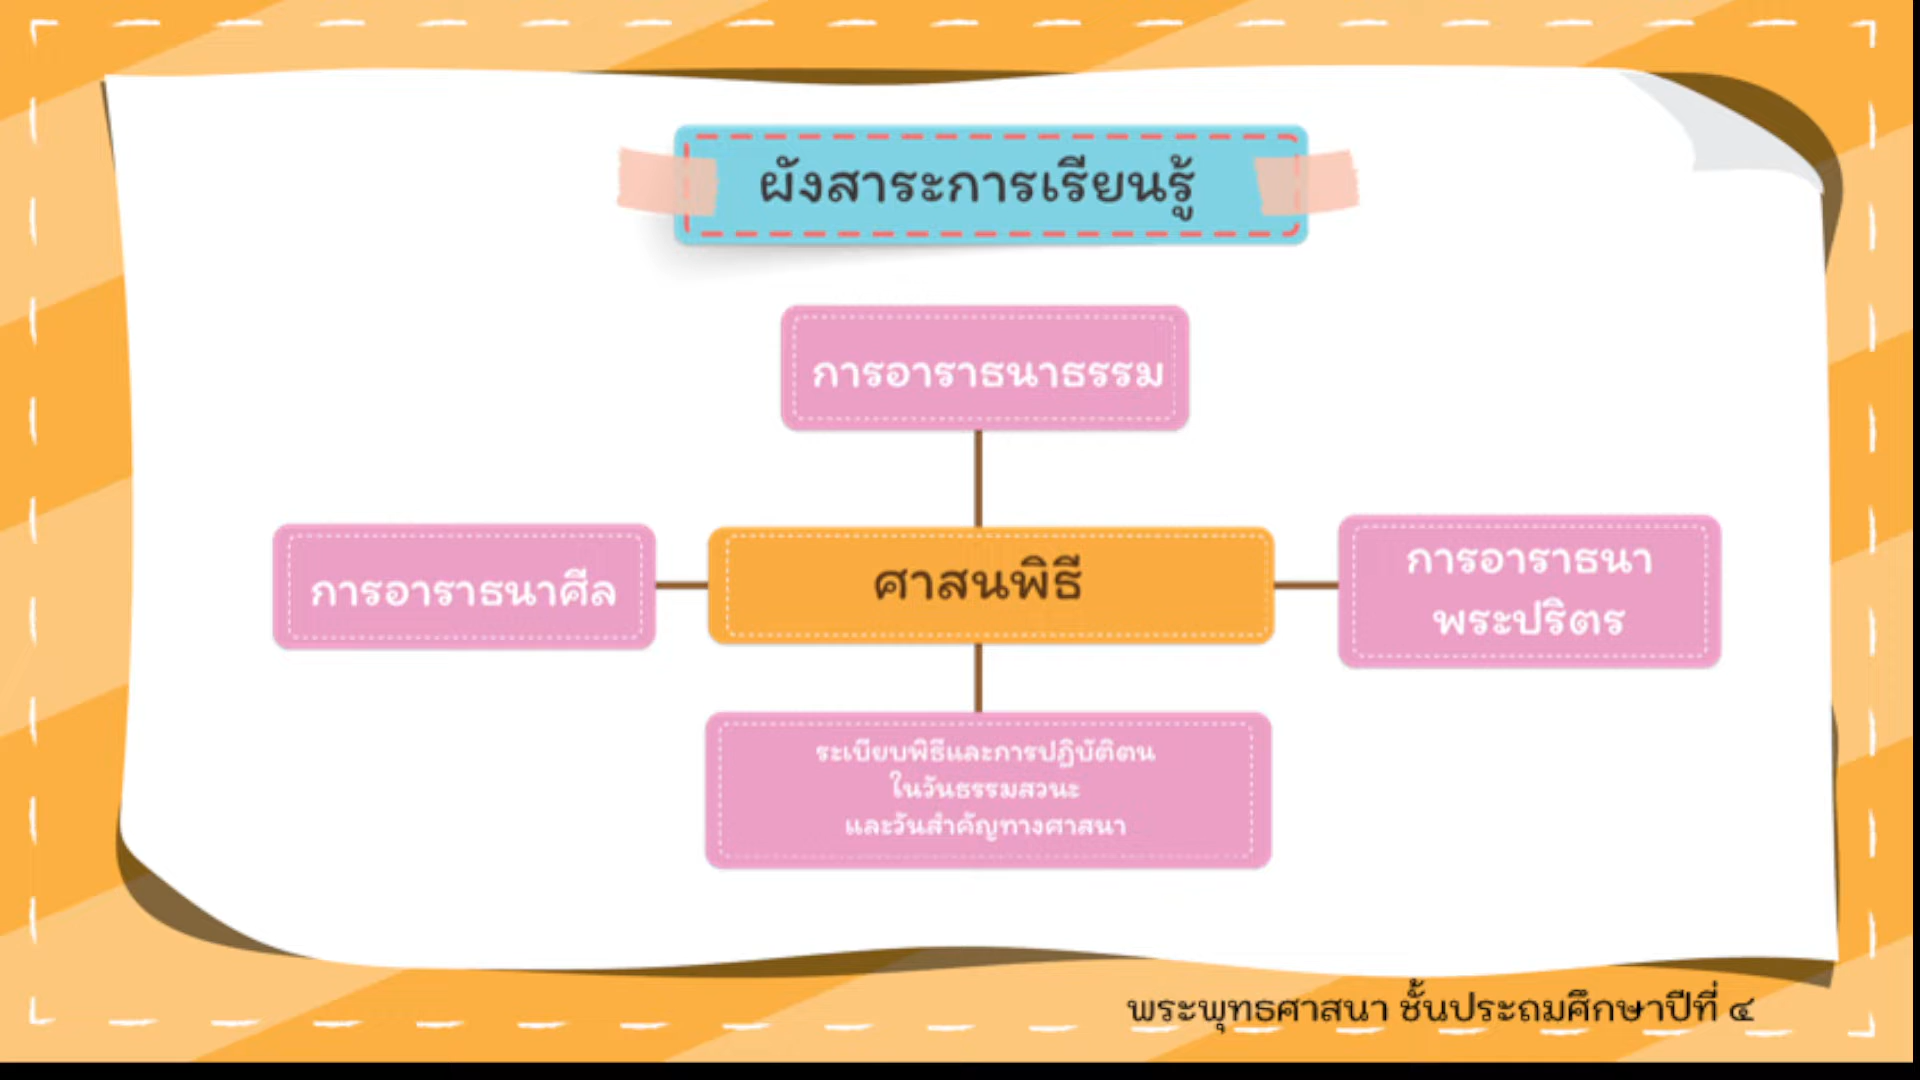 ผังสาระการเรียนรู้
การอาราธนาธรรม
การอาราธนาศีล
ศาสนพิธี
การอาราธนา
พระปริตร
ระเบียบพิธีและการปฏิบัติตน
ในวันธรรมสวนะ
และวันสำคัญทางศาสนา
พระพุทธศาสนา ชั้นประถมศึกษาปีที่ ๔